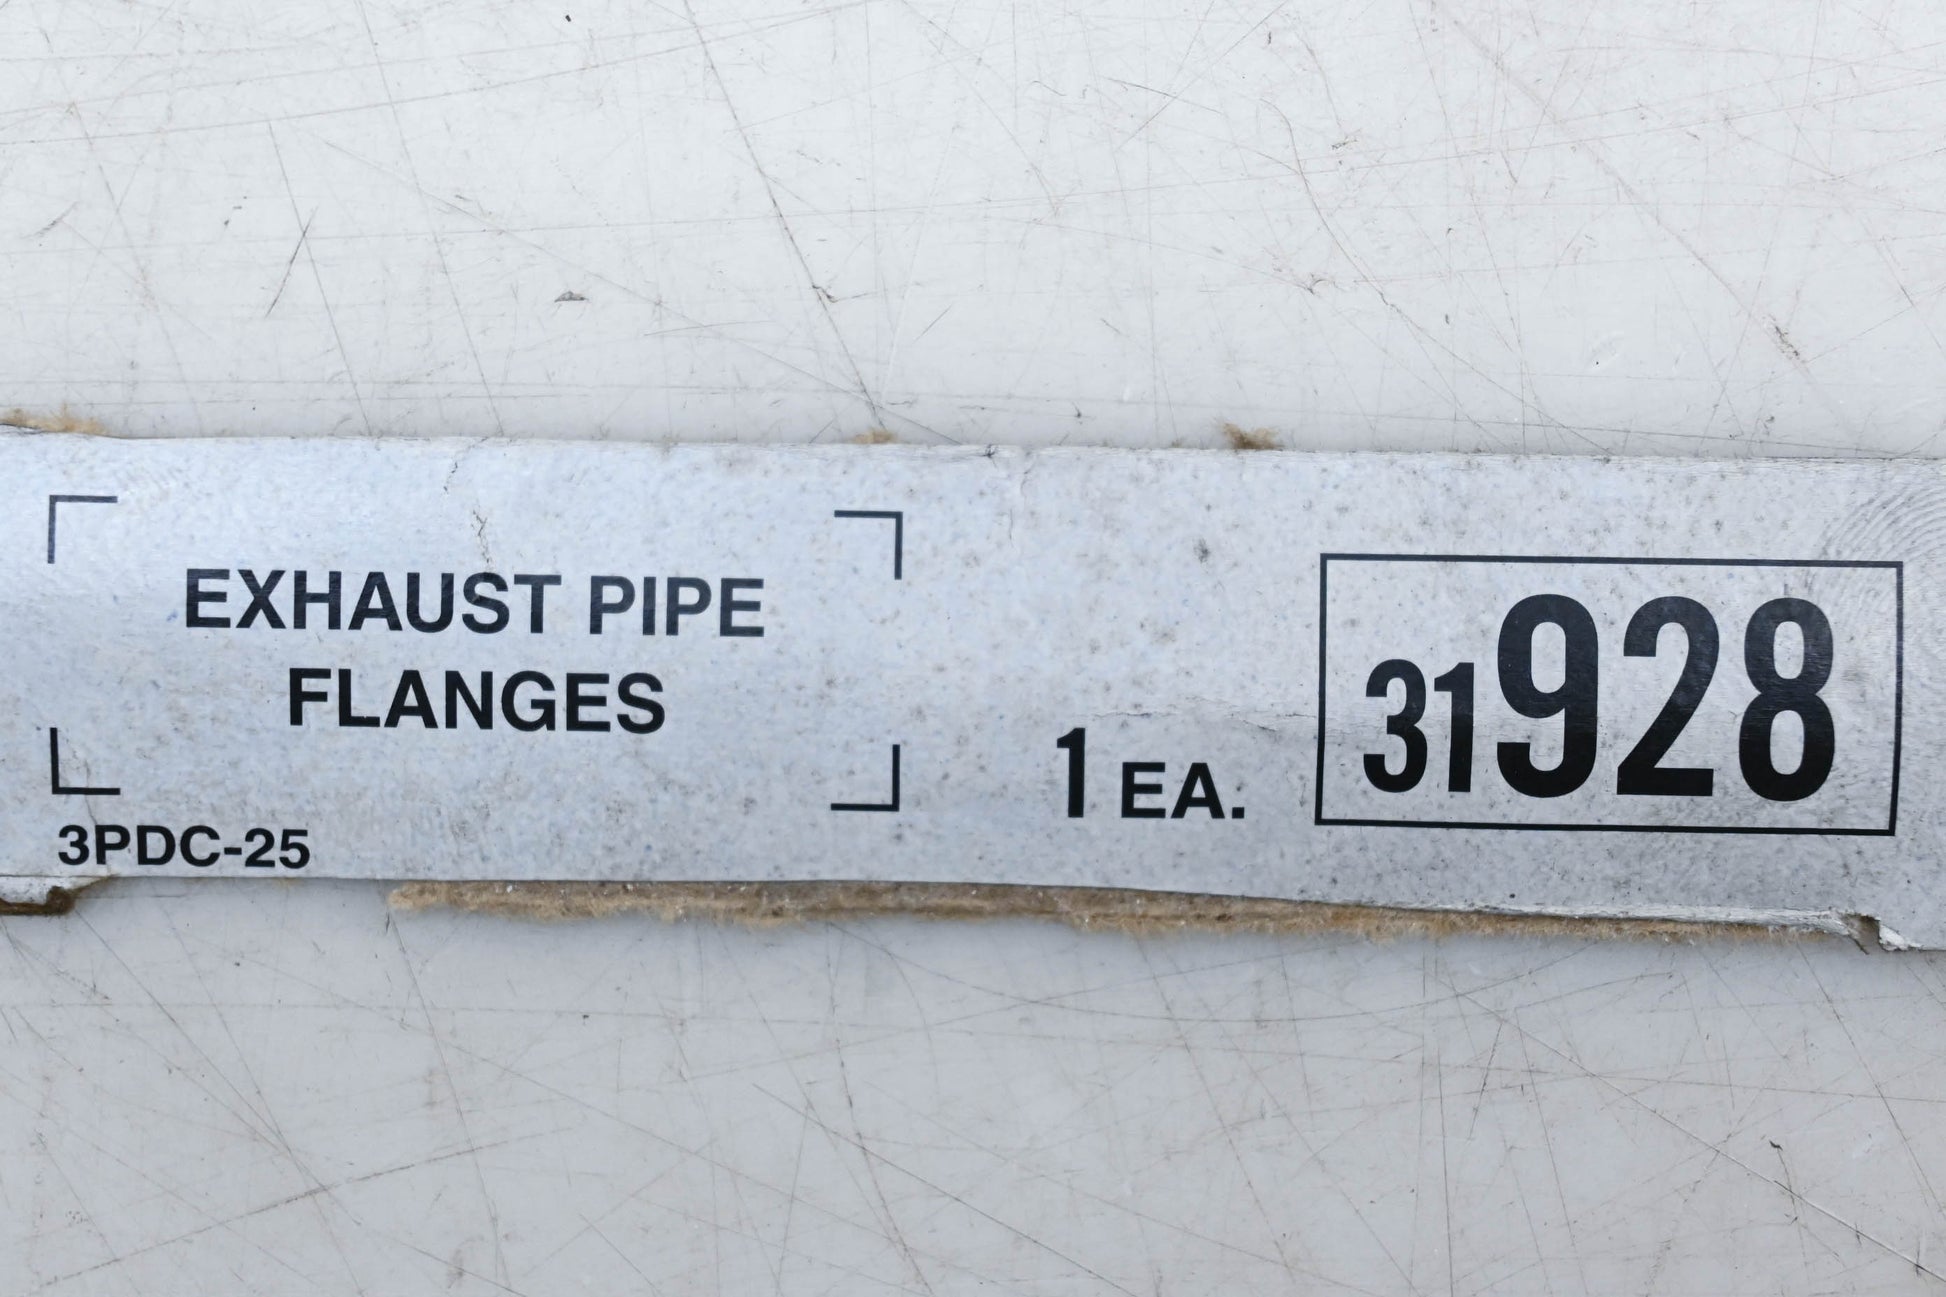 EXHAUST PIPE
FLANGES
3PDC-25
1 EA.
31928